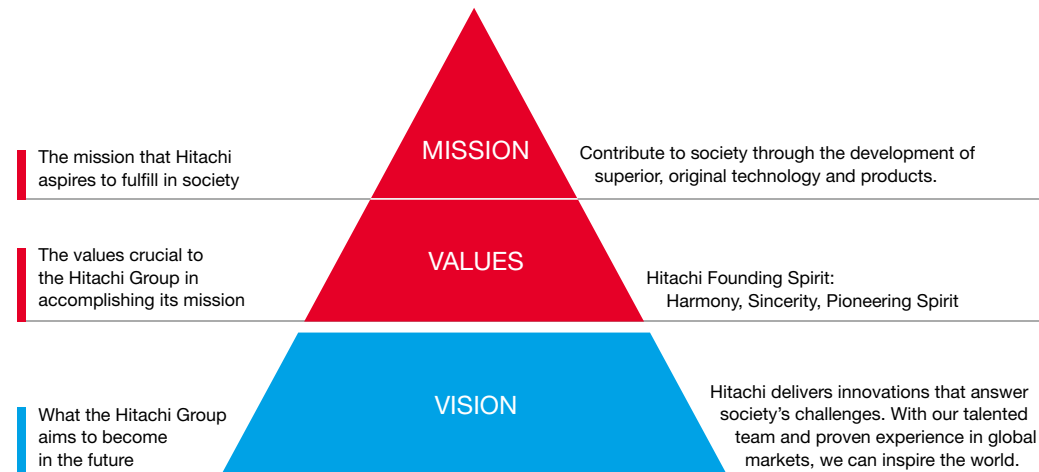 The mission that Hitachi
aspires to fulfill in society
MISSION
Contribute to society through the development of
superior, original technology and products.
The values crucial to
the Hitachi Group in
accomplishing its mission
VALUES
Hitachi Founding Spirit:
Harmony, Sincerity, Pioneering Spirit
What the Hitachi Group
aims to become
in the future
VISION
Hitachi delivers innovations that answer
society’s challenges. With our talented
team and proven experience in global
markets, we can inspire the world.